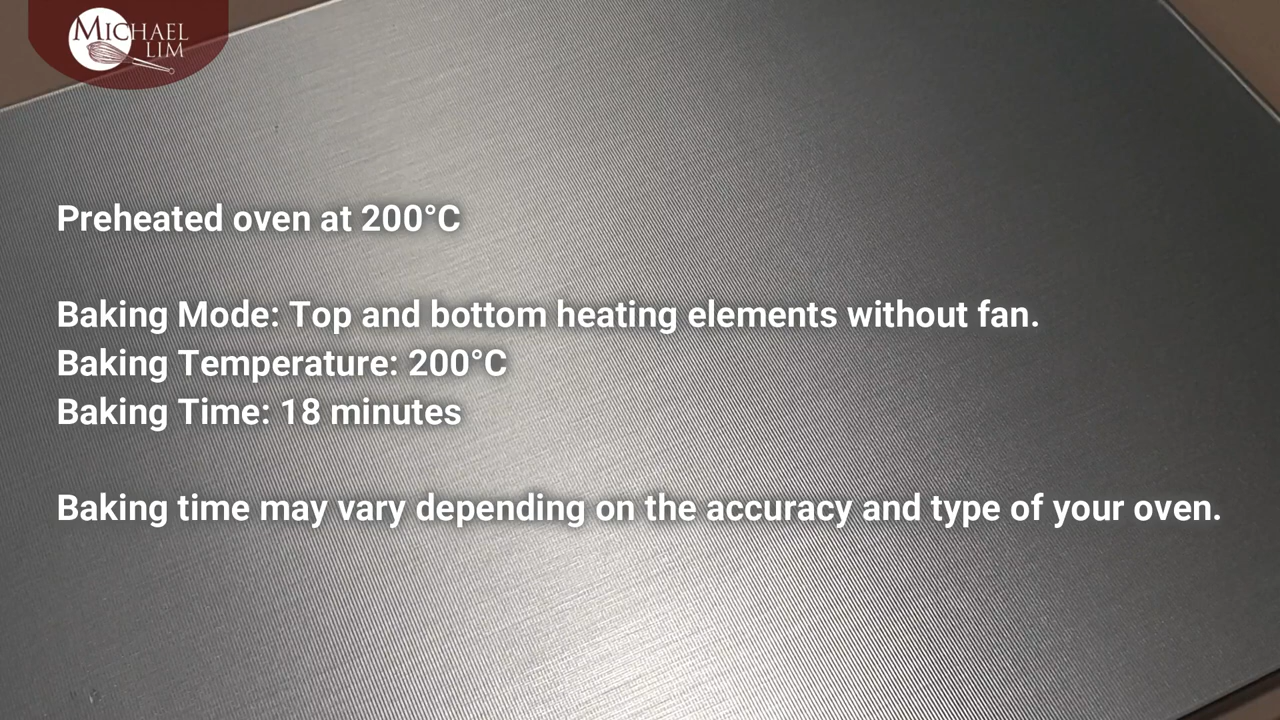 MICHAEL
LIM
Preheated oven at 200°C
Baking Mode: Top and bottom heating elements without fan.
Baking Temperature: 200°C
Baking Time: 18 minutes
Baking time may vary depending on the accuracy and type of your oven.